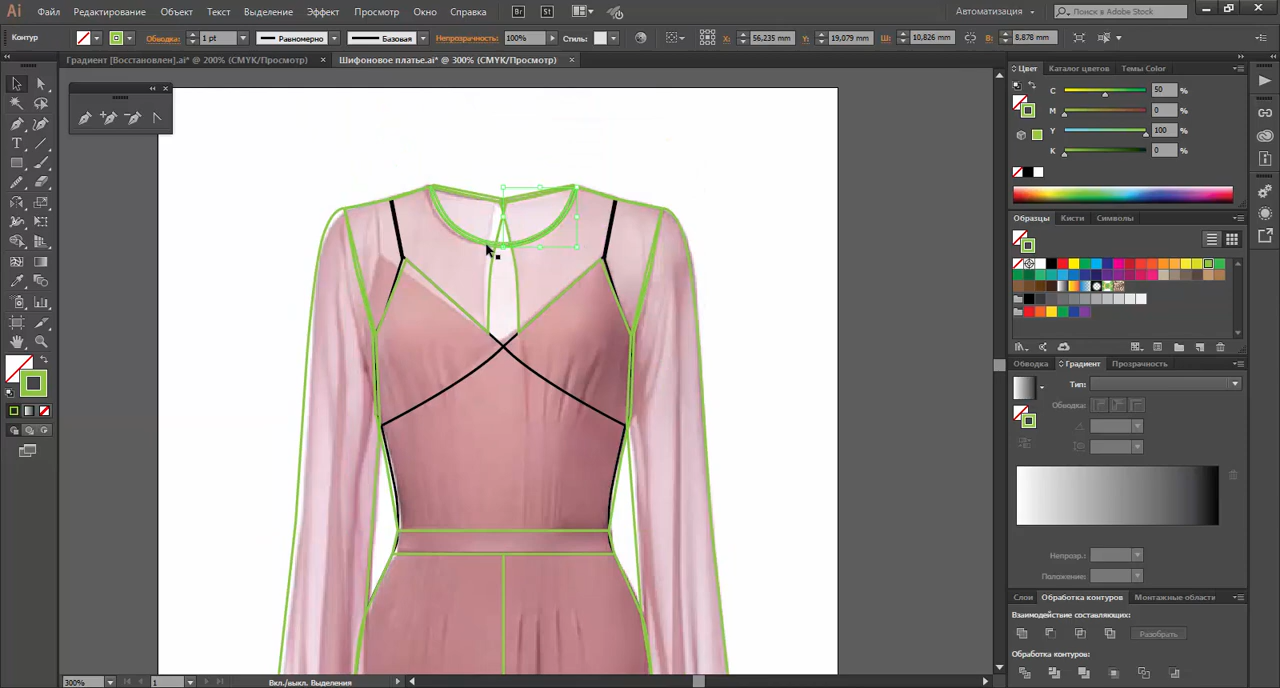 Ai Файл Редактирование Объект Текст Выделение Эффект Просмотр Окно Справка Br St Автоматизация Поиск в Adobe Stock
Контур Обводка: 1 pt Равномерно Базовая Непрозрачность: 100% Стиль: X: 56,235 mm Y: 19,079 mm Ш: 10,826 mm В: 8,878 mm
Градиент [Восстановлен].ai* @ 200% (CMYK/Просмотр) × Шифоновое платье.ai* @ 300% (CMYK/Просмотр) ×
Цвет Каталог цветов Темы Color
C 50 %
M 0 %
Y 100 %
K 0 %
Образцы Кисти Символы
Обводка Градиент Прозрачность
Тип:
Обводка:
Непрозр.:
Положение:
Слои Обработка контуров Монтажные области
Взаимодействие составляющих:
Разобрать
Обработка контуров:
300% 1 Вкл./выкл. Выделения